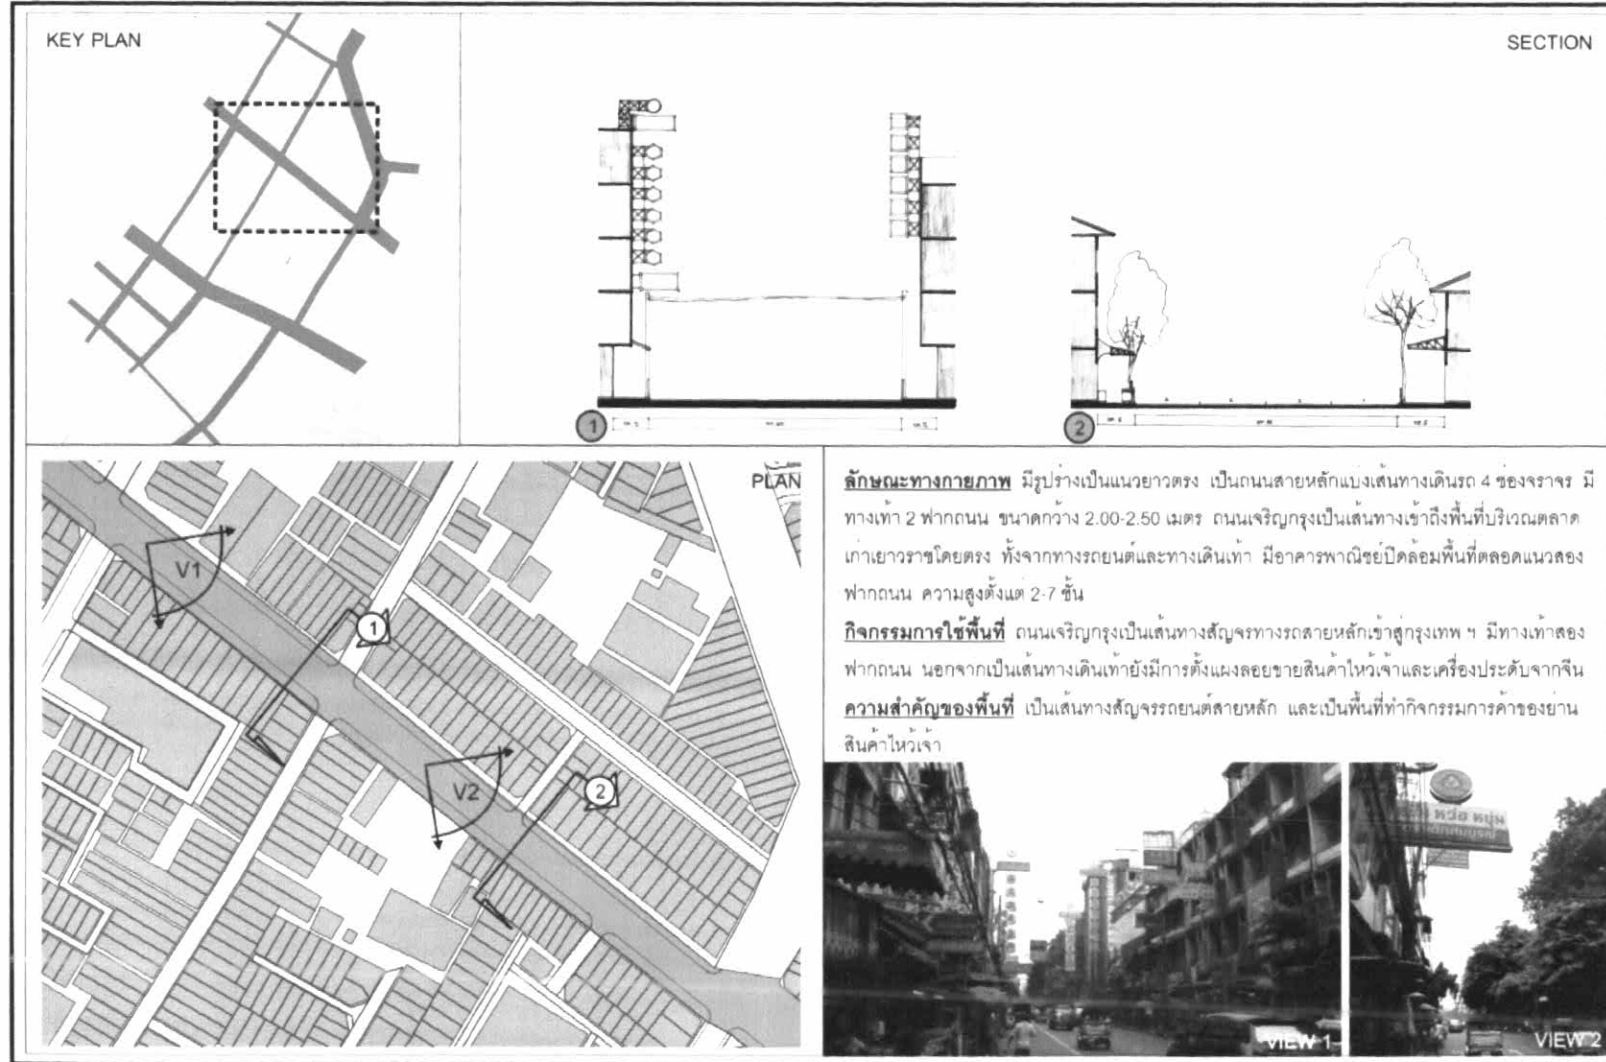 KEY PLAN
SECTION
1
2
PLAN
V1
1
V2
2
ลักษณะทางกายภาพ มีรูปร่างเป็นแนวยาวตรง เป็นถนนสายหลักแบ่งเส้นทางเดินรถ 4 ช่องจราจร มี
ทางเท้า 2 ฟากถนน ขนาดกว้าง 2.00-2.50 เมตร ถนนเจริญกรุงเป็นเส้นทางเข้าถึงพื้นที่บริเวณตลาด
เก่าเยาวราชโดยตรง ทั้งจากทางรถยนต์และทางเดินเท้า มีอาคารพาณิชย์ปิดล้อมพื้นที่ตลอดแนวสอง
ฟากถนน ความสูงตั้งแต่ 2-7 ชั้น
กิจกรรมการใช้พื้นที่ ถนนเจริญกรุงเป็นเส้นทางสัญจรทางรถสายหลักเข้าสู่กรุงเทพ ฯ มีทางเท้าสอง
ฟากถนน นอกจากเป็นเส้นทางเดินเท้ายังมีการตั้งแผงลอยขายสินค้าไหว้เจ้าและเครื่องประดับจากจีน
ความสำคัญของพื้นที่ เป็นเส้นทางสัญจรรถยนต์สายหลัก และเป็นพื้นที่ทำกิจกรรมการค้าของย่าน
สินค้าไหว้เจ้า
VIEW 1
หวัง หนุ่น
VIEW 2